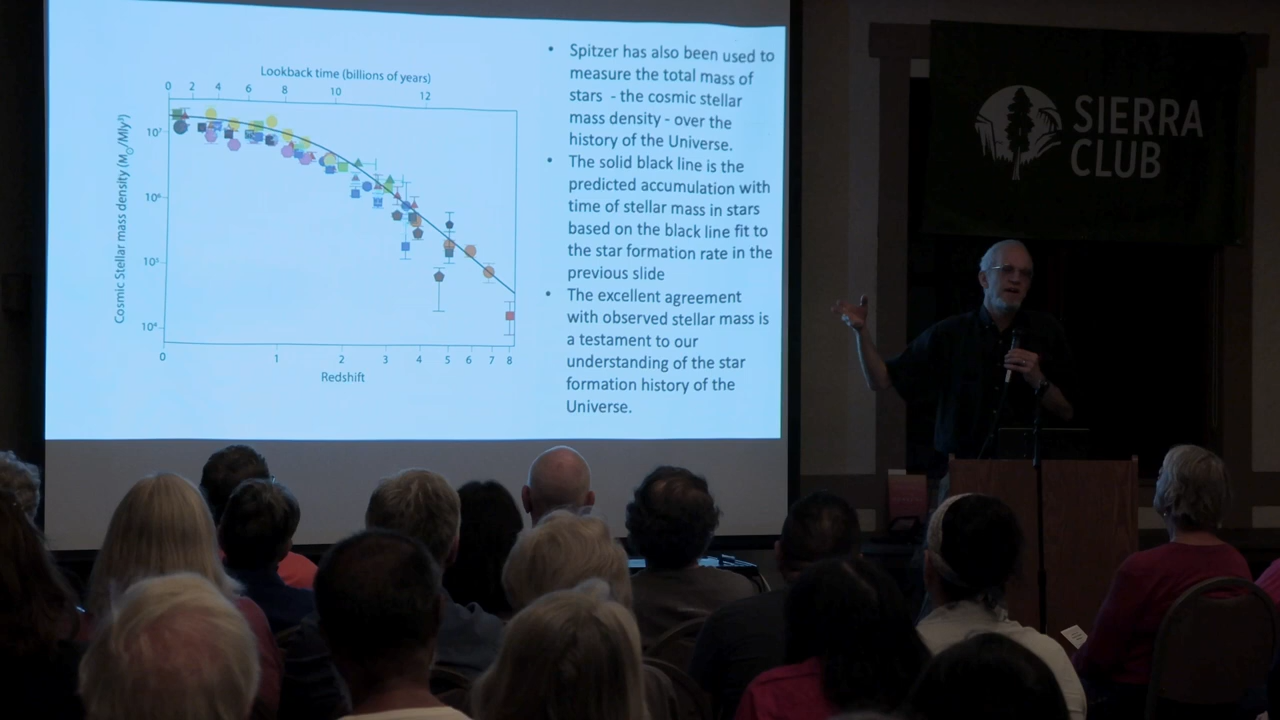 Lookback time (billions of years)
0 2 4 6 8 10 12
10⁷
10⁶
10⁵
10⁴
Cosmic Stellar mass density (M☉/Mly³)
0 1 2 3 4 5 6 7 8
Redshift
• Spitzer has also been used to
measure the total mass of
stars - the cosmic stellar
mass density - over the
history of the Universe.
• The solid black line is the
predicted accumulation with
time of stellar mass in stars
based on the black line fit to
the star formation rate in the
previous slide
• The excellent agreement
with observed stellar mass is
a testament to our
understanding of the star
formation history of the
Universe.
SIERRA
CLUB